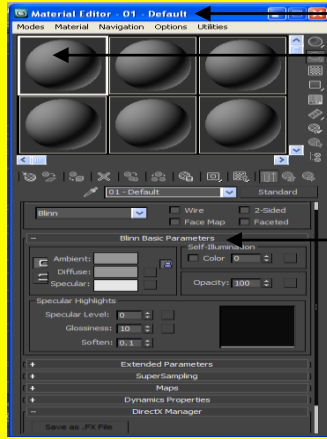 Material Editor - 01 - Default
Modes Material Navigation Options Utilities
01 - Default Standard
Blinn Wire 2-Sided
Face Map Faceted
Blinn Basic Parameters
Self-Illumination
Ambient: Color 0
Diffuse:
Specular: Opacity: 100
Specular Highlights
Specular Level: 0
Glossiness: 10
Soften: 0.1
+ Extended Parameters
+ SuperSampling
+ Maps
+ Dynamics Properties
- DirectX Manager
Save as .FX File